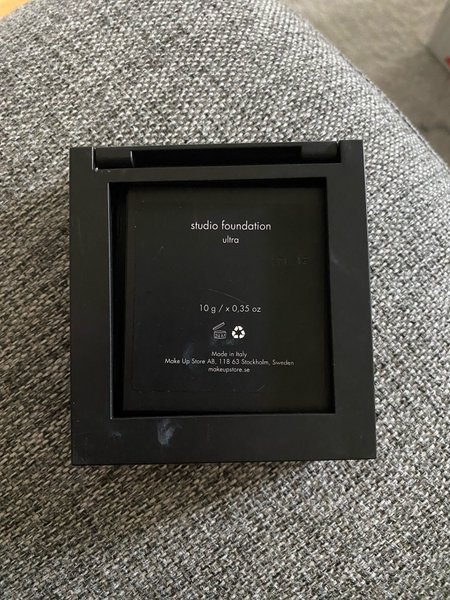 studio foundation
ultra
10 g / x 0,35 oz
Made in Italy
Make Up Store AB, 118 63 Stockholm, Sweden
makeupstore.se